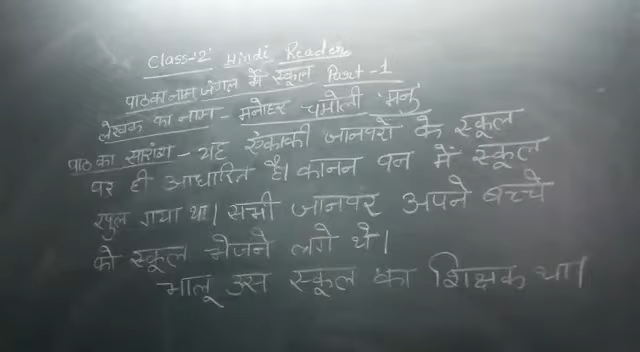 Class-'2' Hindi Reader
पाठ का नाम जंगल में स्कूल Part-1
लेखक का नाम - मनोहर चमोली 'मनु'
पाठ का सारांश - यह एकांकी जानवरों के स्कूल
पर ही आधारित है। कानन वन में स्कूल
खुल गया था। सभी जानवर अपने बच्चे
को स्कूल भेजने लगे थे।
भालू उस स्कूल का शिक्षक था।